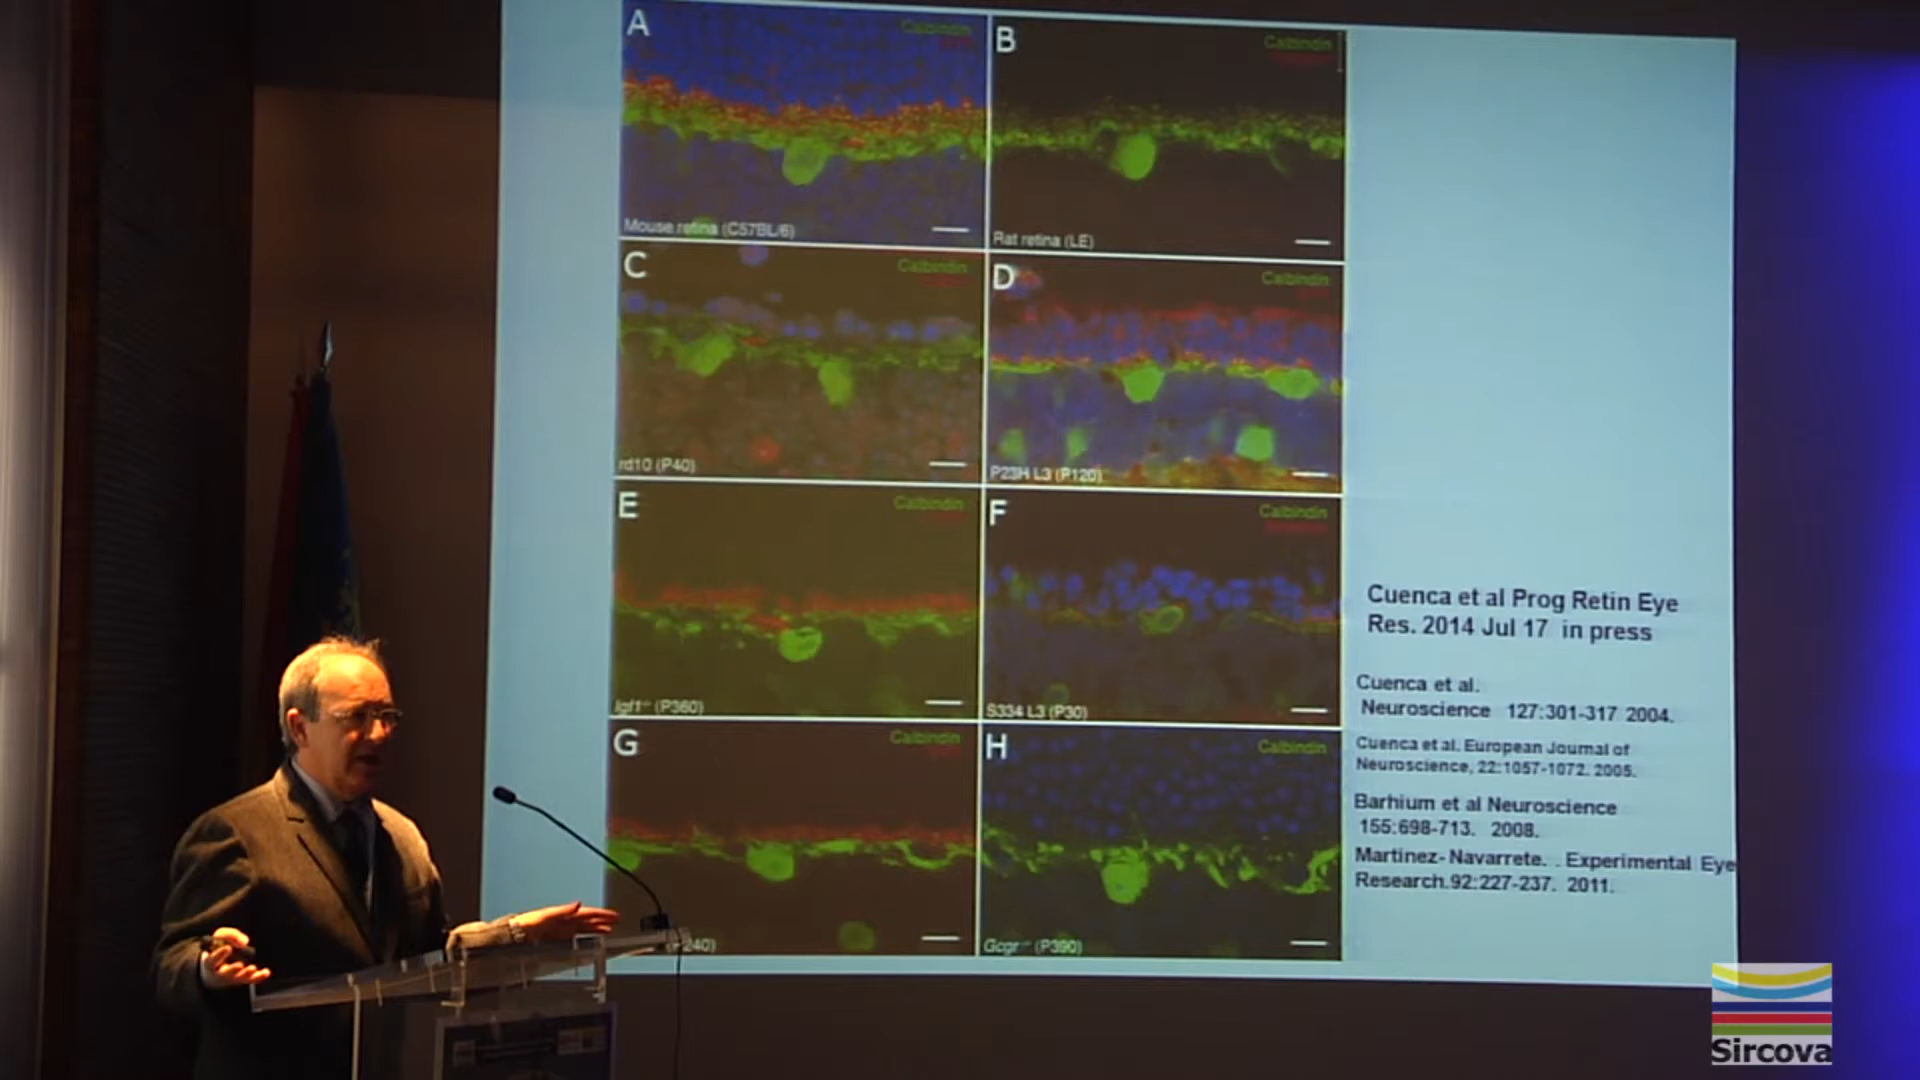 A
Calbindin
Mouse retina (C57BL/6)
B
Calbindin
Rat retina (LE)
C
Calbindin
rd10 (P40)
D
Calbindin
P23H L3 (P120)
E
Calbindin
Igf1-/- (P360)
F
Calbindin
S334 L3 (P30)
G
Calbindin
240)
H
Calbindin
Gcgr-/- (P390)
Cuenca et al Prog Retin Eye
Res. 2014 Jul 17 in press
Cuenca et al.
Neuroscience 127:301-317 2004.
Cuenca et al. European Journal of
Neuroscience, 22:1057-1072. 2005.
Barhium et al Neuroscience
155:698-713. 2008.
Martinez-Navarrete. . Experimental Eye
Research.92:227-237. 2011.
Sircova